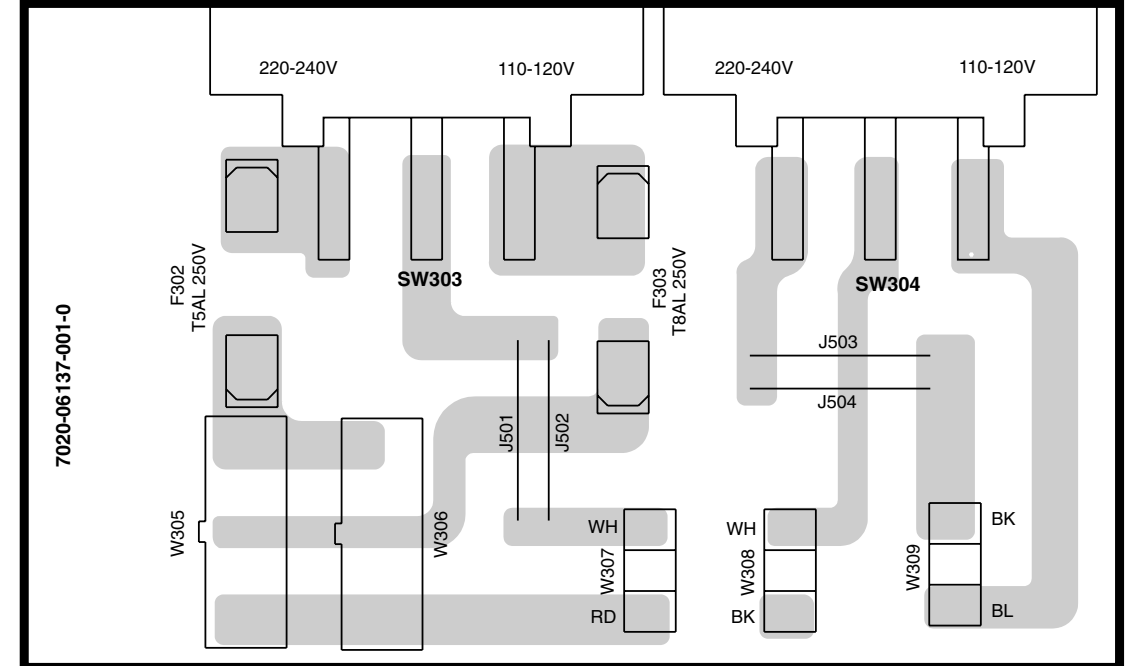 220-240V
110-120V
220-240V
110-120V
F302
T5AL 250V
SW303
F303
T8AL 250V
SW304
7020-06137-001-0
J503
J504
J501
J502
W305
W306
WH
W307
RD
WH
W308
BK
BK
W309
BL